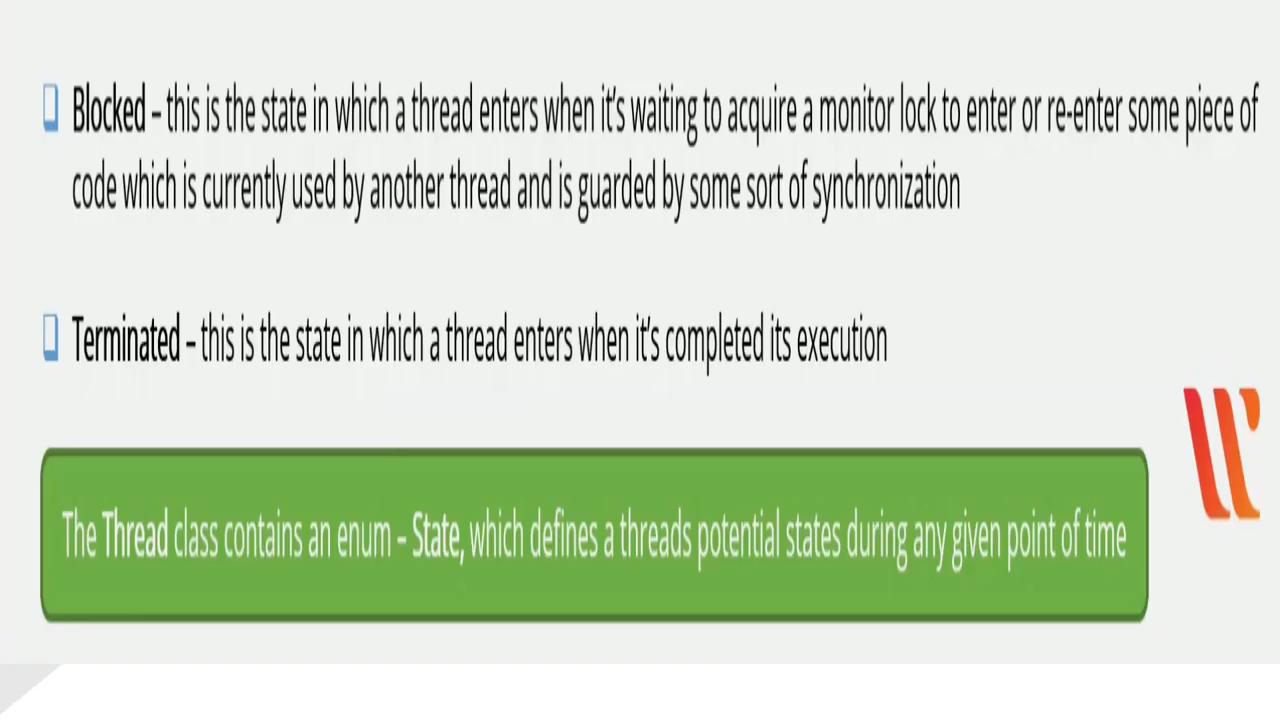 Blocked – this is the state in which a thread enters when it's waiting to acquire a monitor lock to enter or re-enter some piece of
code which is currently used by another thread and is guarded by some sort of synchronization
Terminated – this is the state in which a thread enters when it's completed its execution
The Thread class contains an enum – State, which defines a threads potential states during any given point of time